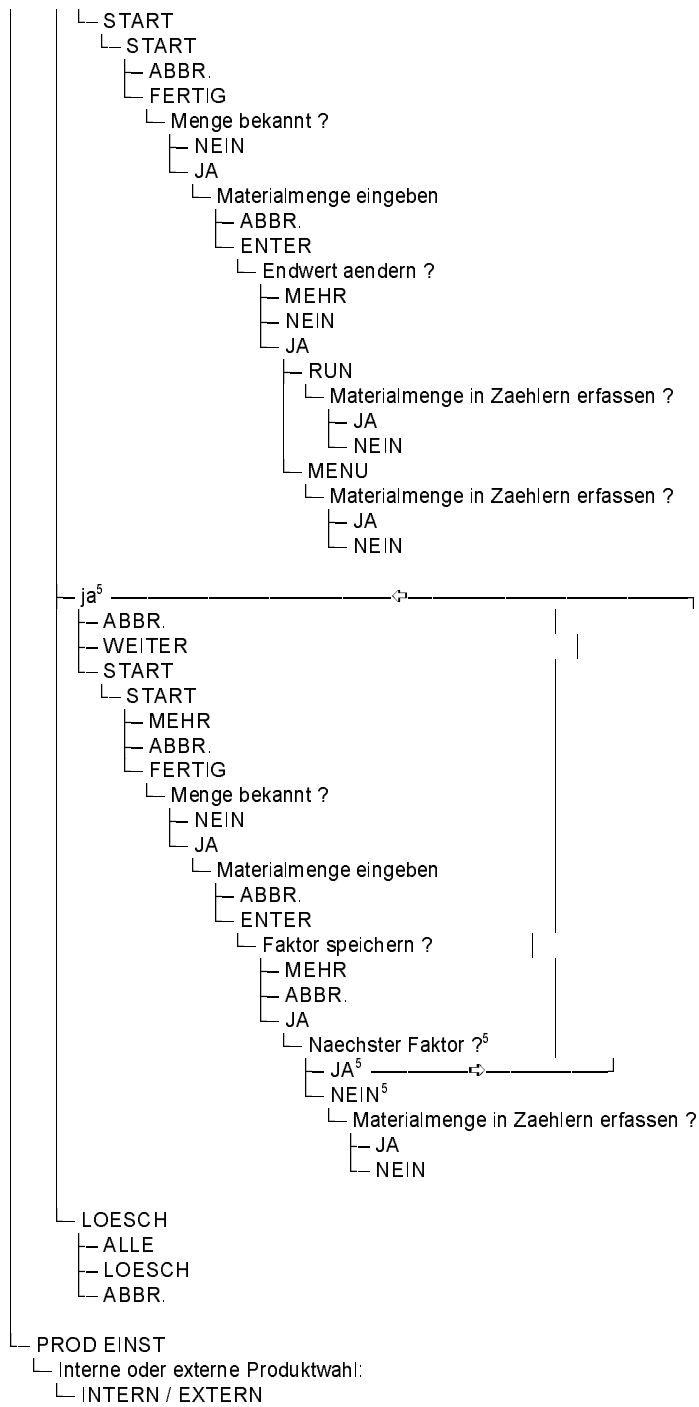 START
START
ABBR.
FERTIG
Menge bekannt ?
NEIN
JA
Materialmenge eingeben
ABBR.
ENTER
Endwert aendern ?
MEHR
NEIN
JA
RUN
Materialmenge in Zaehlern erfassen ?
JA
NEIN
MENU
Materialmenge in Zaehlern erfassen ?
JA
NEIN
ja⁵
ABBR.
WEITER
START
START
MEHR
ABBR.
FERTIG
Menge bekannt ?
NEIN
JA
Materialmenge eingeben
ABBR.
ENTER
Faktor speichern ?
MEHR
ABBR.
JA
Naechster Faktor ?⁵
JA⁵
NEIN⁵
Materialmenge in Zaehlern erfassen ?
JA
NEIN
LOESCH
ALLE
LOESCH
ABBR.
PROD EINST
Interne oder externe Produktwahl:
INTERN / EXTERN